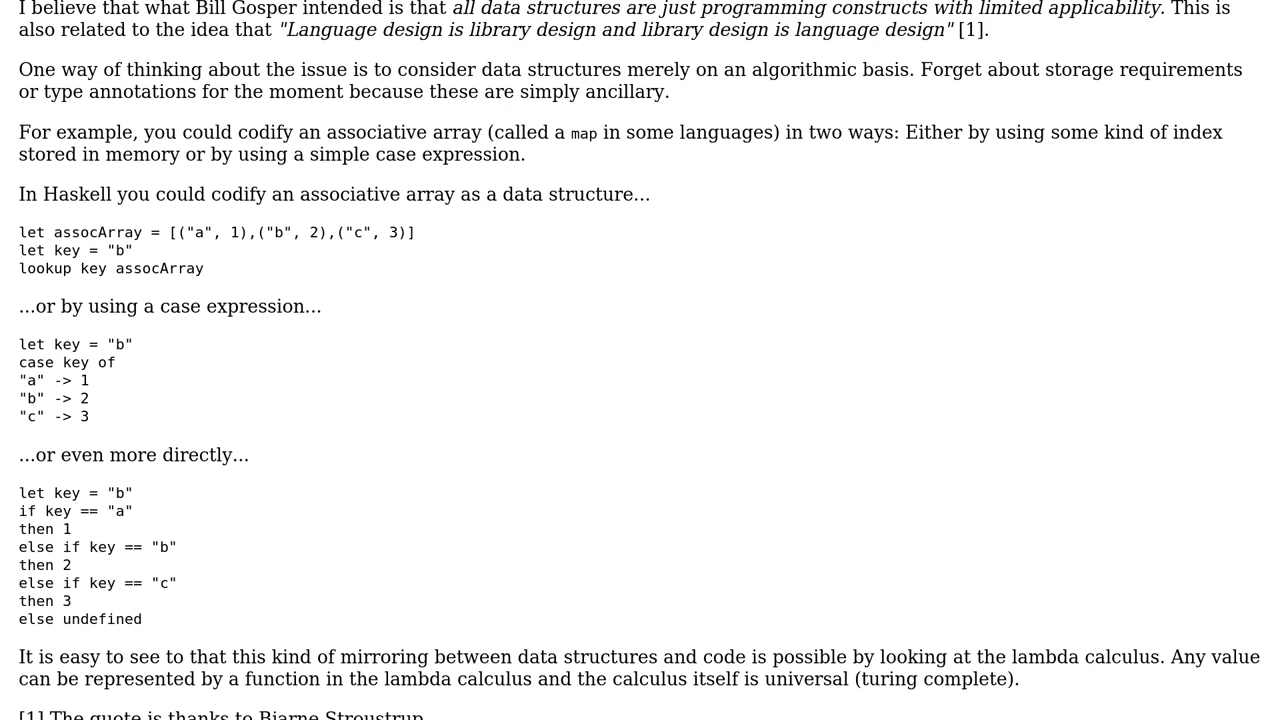 I believe that what Bill Gosper intended is that all data structures are just programming constructs with limited applicability. This is
also related to the idea that "Language design is library design and library design is language design" [1].
One way of thinking about the issue is to consider data structures merely on an algorithmic basis. Forget about storage requirements
or type annotations for the moment because these are simply ancillary.
For example, you could codify an associative array (called a map in some languages) in two ways: Either by using some kind of index
stored in memory or by using a simple case expression.
In Haskell you could codify an associative array as a data structure...
let assocArray = [("a", 1),("b", 2),("c", 3)]
let key = "b"
lookup key assocArray
...or by using a case expression...
let key = "b"
case key of
"a" -> 1
"b" -> 2
"c" -> 3
...or even more directly...
let key = "b"
if key == "a"
then 1
else if key == "b"
then 2
else if key == "c"
then 3
else undefined
It is easy to see to that this kind of mirroring between data structures and code is possible by looking at the lambda calculus. Any value
can be represented by a function in the lambda calculus and the calculus itself is universal (turing complete).
[1] The quote is thanks to Bjarne Stroustrup